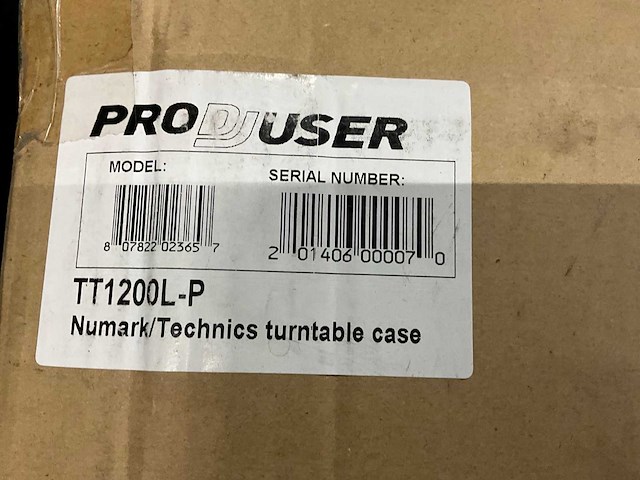 PRODJUSER
MODEL:
SERIAL NUMBER:
8 07822 02365 7
2 01406 00007 0
TT1200L-P
Numark/Technics turntable case